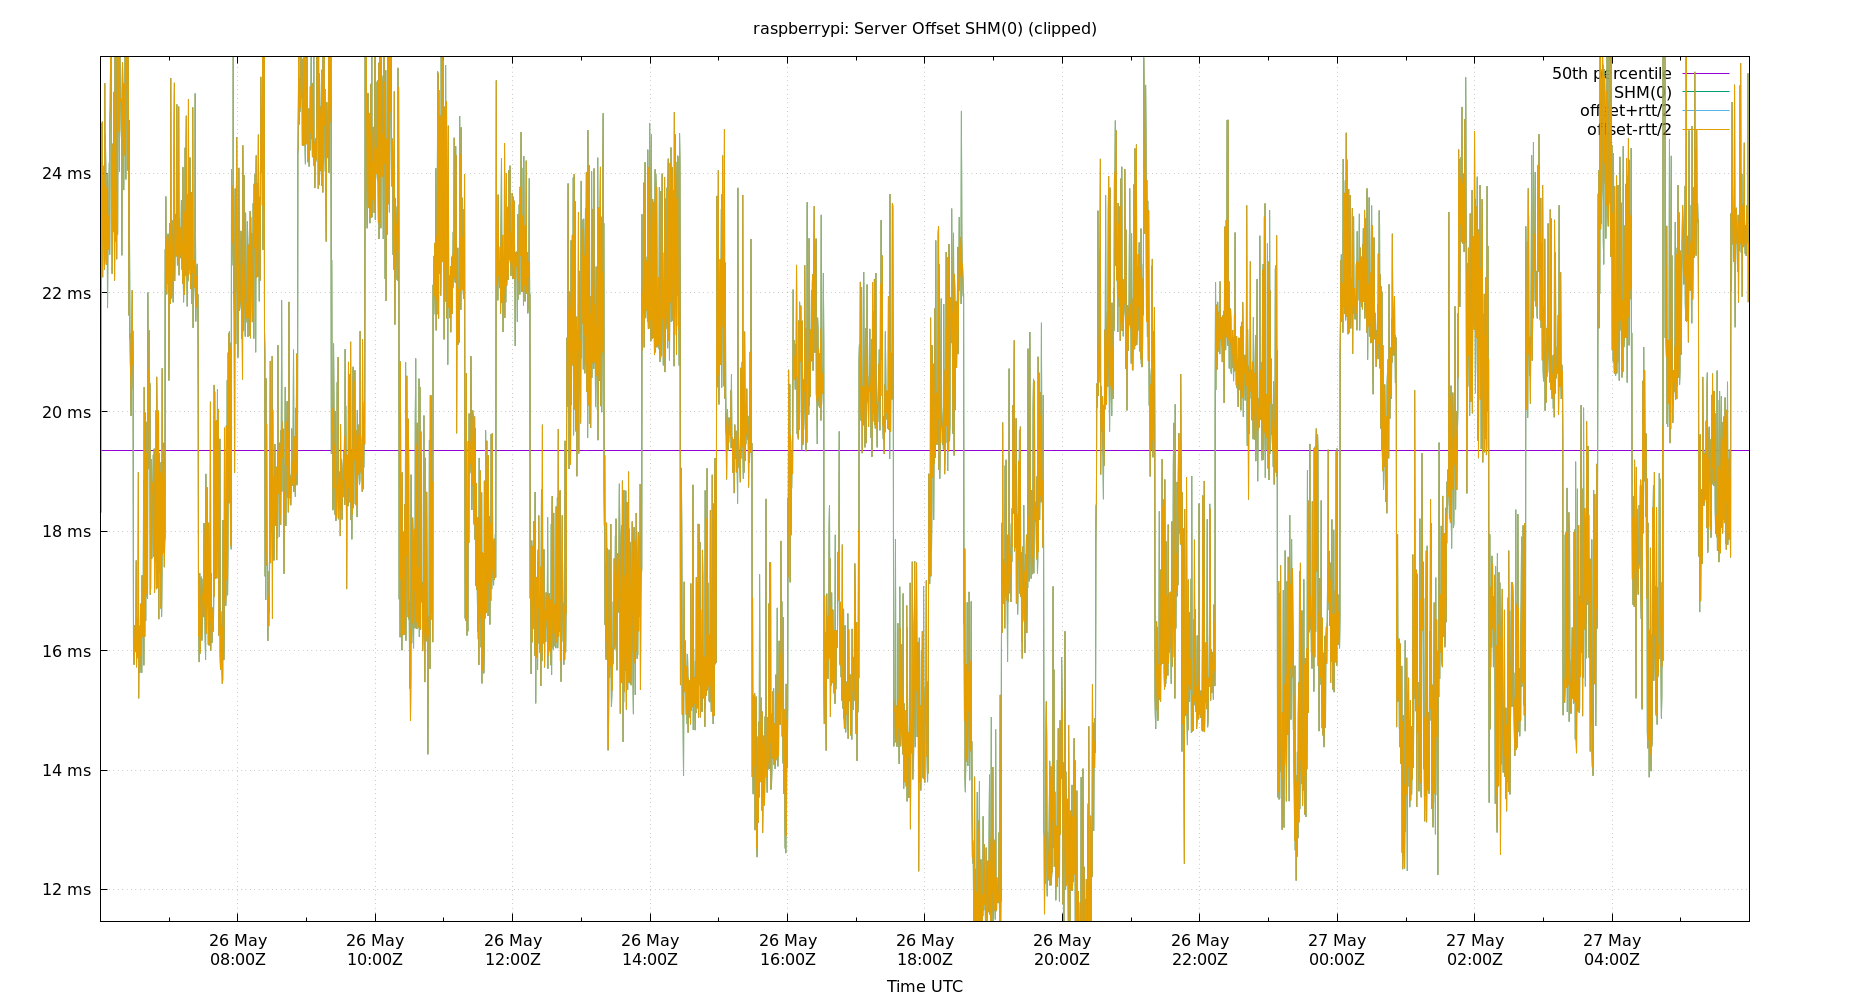 raspberrypi: Server Offset SHM(0) (clipped)
50th percentile
SHM(0)
offset+rtt/2
offset-rtt/2
24 ms
22 ms
20 ms
18 ms
16 ms
14 ms
12 ms
26 May 26 May 26 May 26 May 26 May 26 May 26 May 26 May 27 May 27 May 27 May
08:00Z 10:00Z 12:00Z 14:00Z 16:00Z 18:00Z 20:00Z 22:00Z 00:00Z 02:00Z 04:00Z
Time UTC